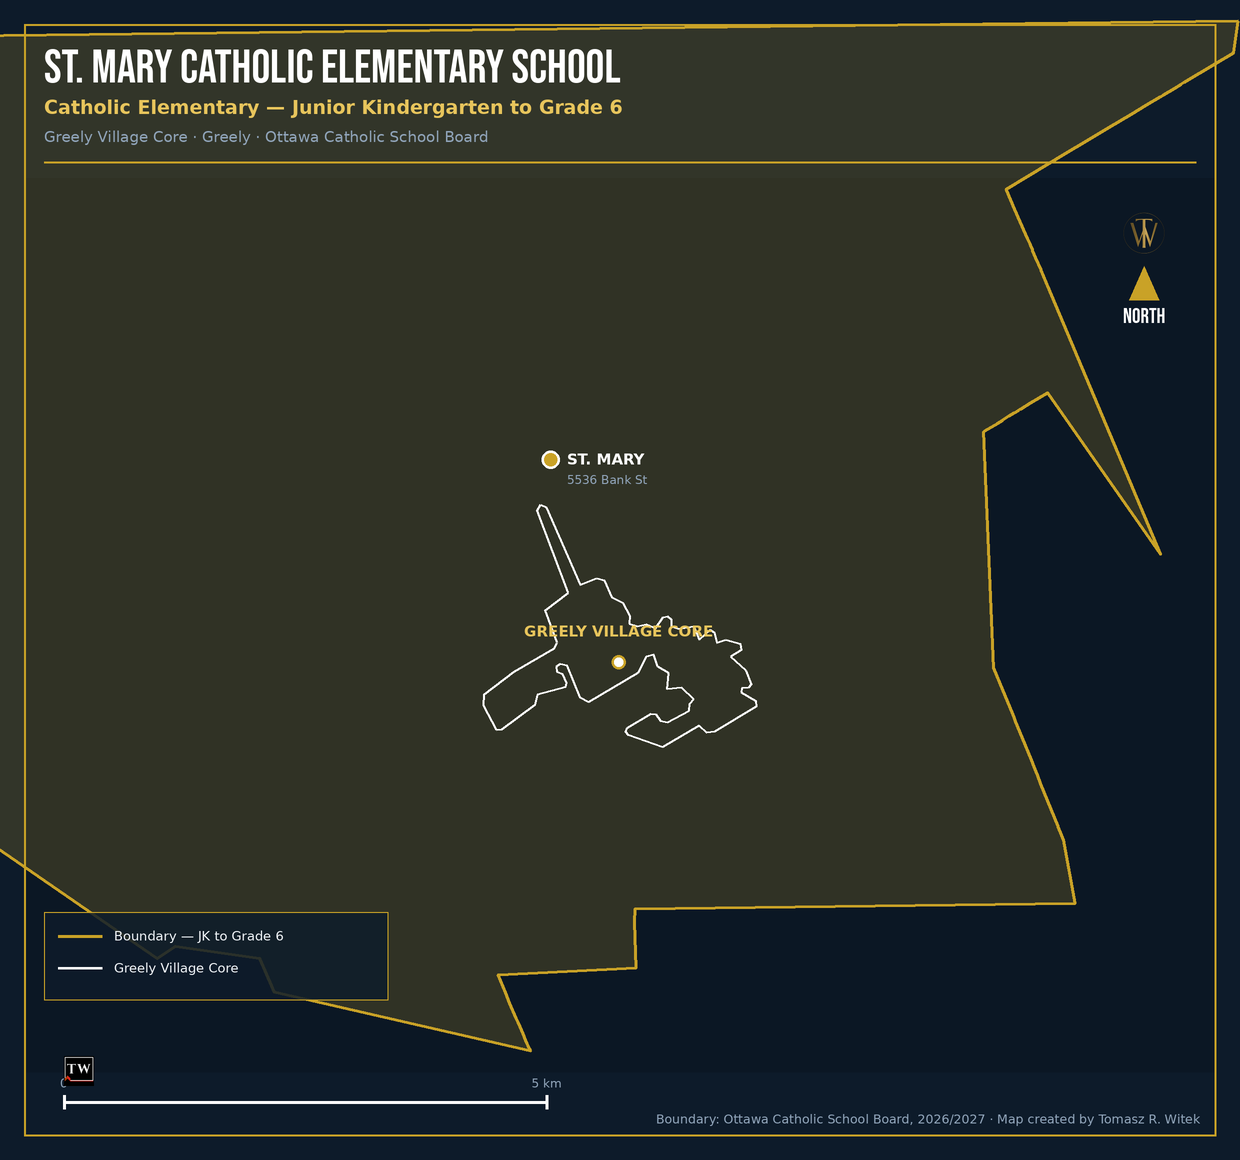 ST. MARY CATHOLIC ELEMENTARY SCHOOL
Catholic Elementary — Junior Kindergarten to Grade 6
Greely Village Core · Greely · Ottawa Catholic School Board
TW
NORTH
ST. MARY
5536 Bank St
GREELY VILLAGE CORE
Boundary — JK to Grade 6
Greely Village Core
TW
0 5 km
Boundary: Ottawa Catholic School Board, 2026/2027 · Map created by Tomasz R. Witek